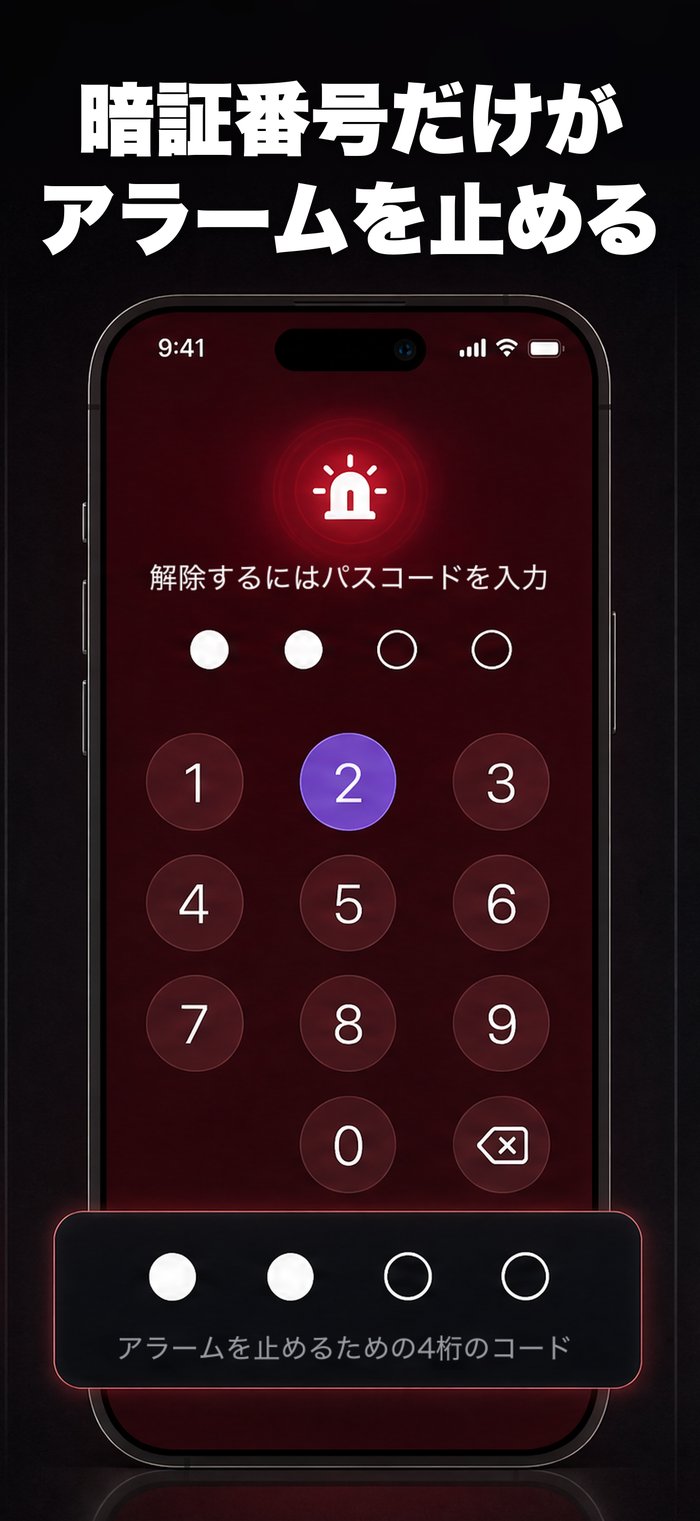 暗証番号だけが
アラームを止める
9:41
解除するにはパスコードを入力
1 2 3
4 5 6
7 8 9
0
アラームを止めるための4桁のコード